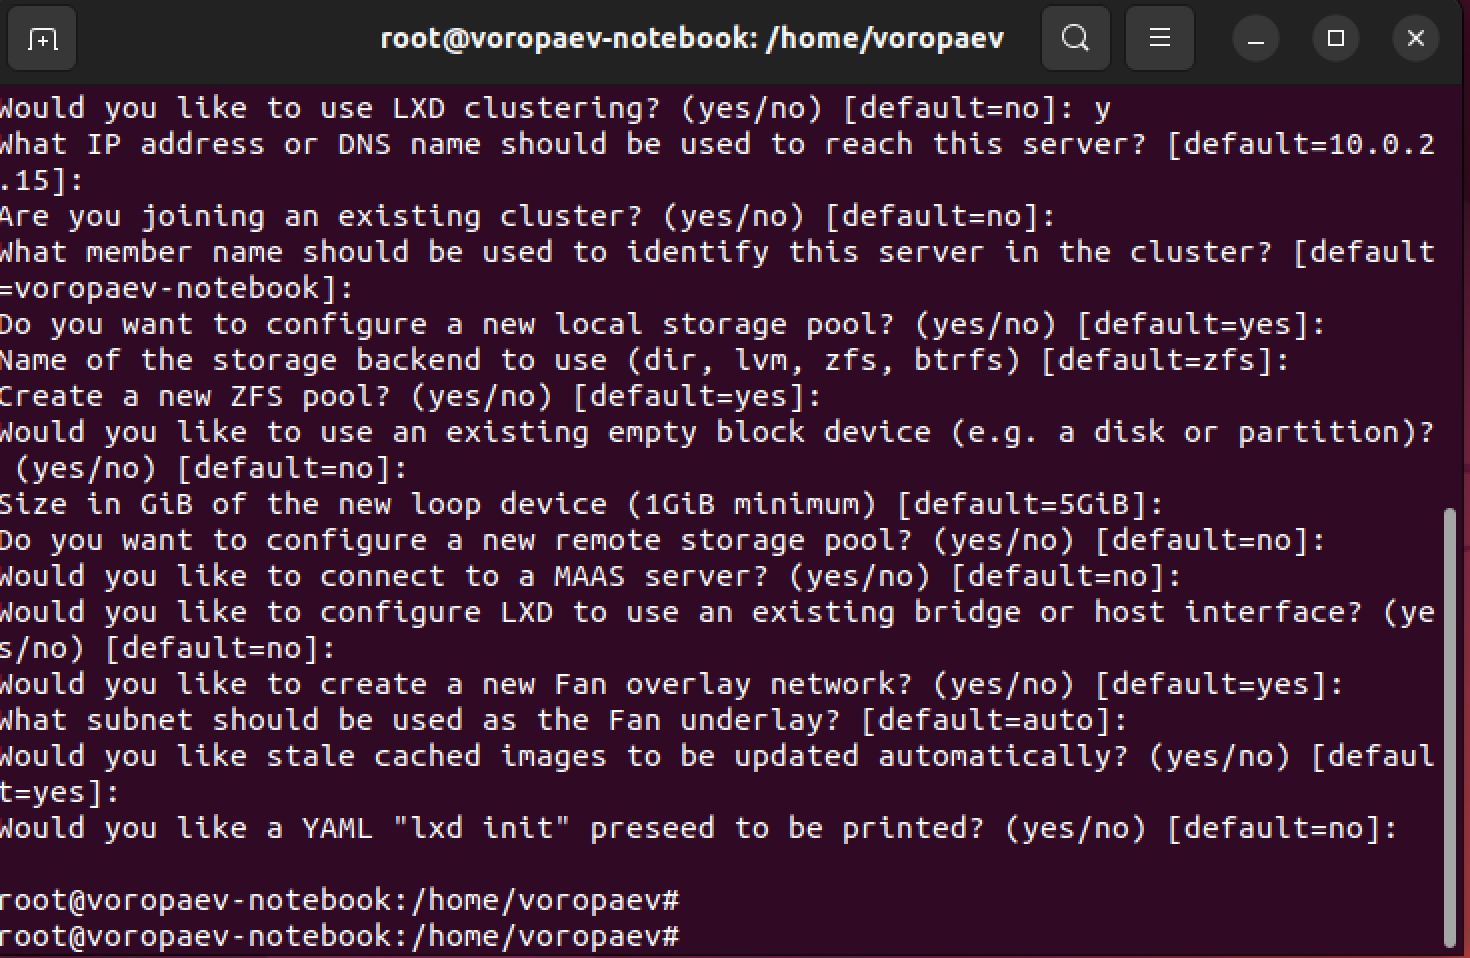 root@voropaev-notebook: /home/voropaev
Would you like to use LXD clustering? (yes/no) [default=no]: y
What IP address or DNS name should be used to reach this server? [default=10.0.2
.15]:
Are you joining an existing cluster? (yes/no) [default=no]:
What member name should be used to identify this server in the cluster? [default
=voropaev-notebook]:
Do you want to configure a new local storage pool? (yes/no) [default=yes]:
Name of the storage backend to use (dir, lvm, zfs, btrfs) [default=zfs]:
Create a new ZFS pool? (yes/no) [default=yes]:
Would you like to use an existing empty block device (e.g. a disk or partition)?
 (yes/no) [default=no]:
Size in GiB of the new loop device (1GiB minimum) [default=5GiB]:
Do you want to configure a new remote storage pool? (yes/no) [default=no]:
Would you like to connect to a MAAS server? (yes/no) [default=no]:
Would you like to configure LXD to use an existing bridge or host interface? (ye
s/no) [default=no]:
Would you like to create a new Fan overlay network? (yes/no) [default=yes]:
What subnet should be used as the Fan underlay? [default=auto]:
Would you like stale cached images to be updated automatically? (yes/no) [defaul
t=yes]:
Would you like a YAML "lxd init" preseed to be printed? (yes/no) [default=no]:
root@voropaev-notebook:/home/voropaev#
root@voropaev-notebook:/home/voropaev#